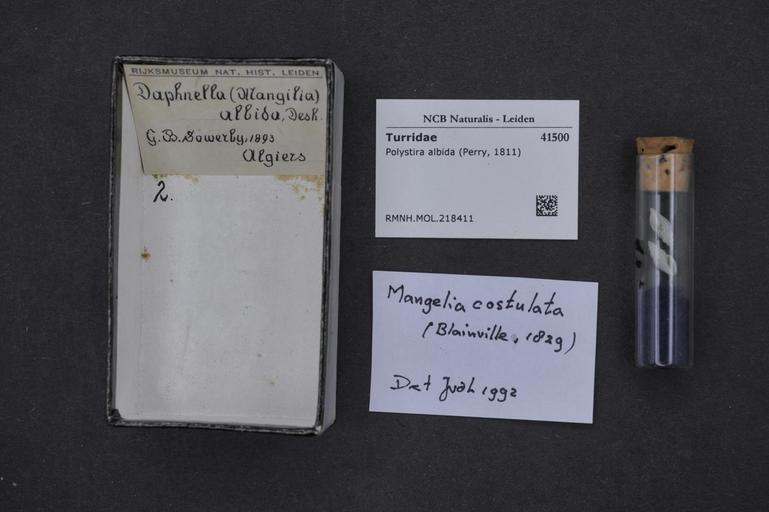 RIJKSMUSEUM NAT. HIST. LEIDEN
Daphnella (Mangilia)
albida, Desh.
G. B. Sowerby, 1893
Algiers
2.
NCB Naturalis - Leiden
Turridae 41500
Polystira albida (Perry, 1811)
RMNH.MOL.218411
Mangelia costulata
(Blainville, 1829)
Det 1992